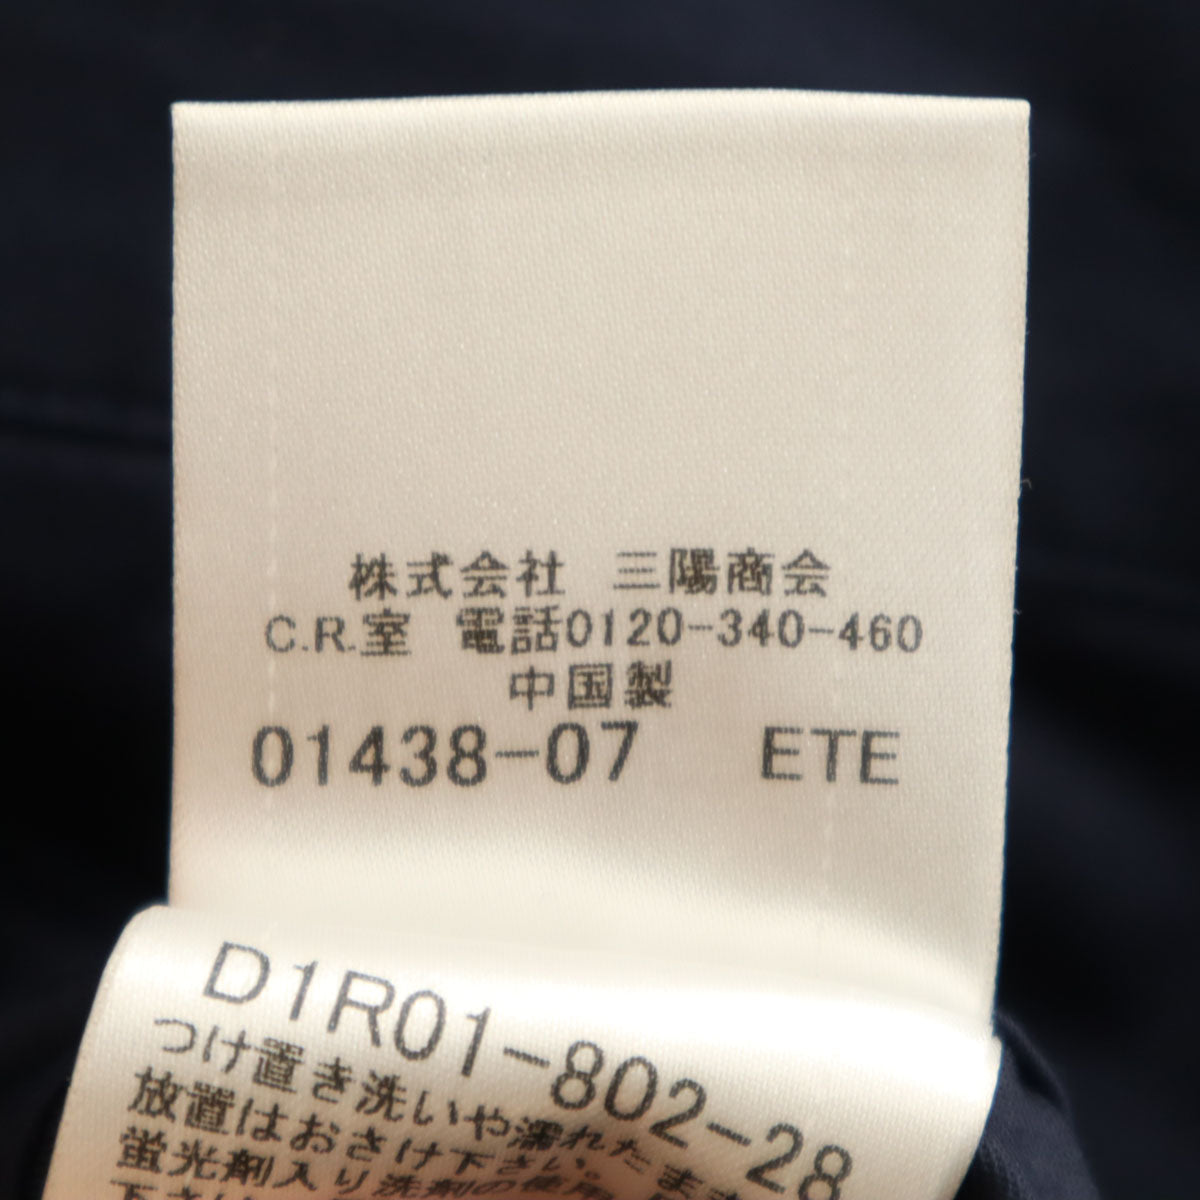 株式会社 三陽商会
C.R.室 電話0120-340-460
中国製
01438-07 ETE
D1R01-802-28
つけ置き洗いや濡れたまま
放置はおさけ下さい。
蛍光剤入り洗剤の使用
下さい